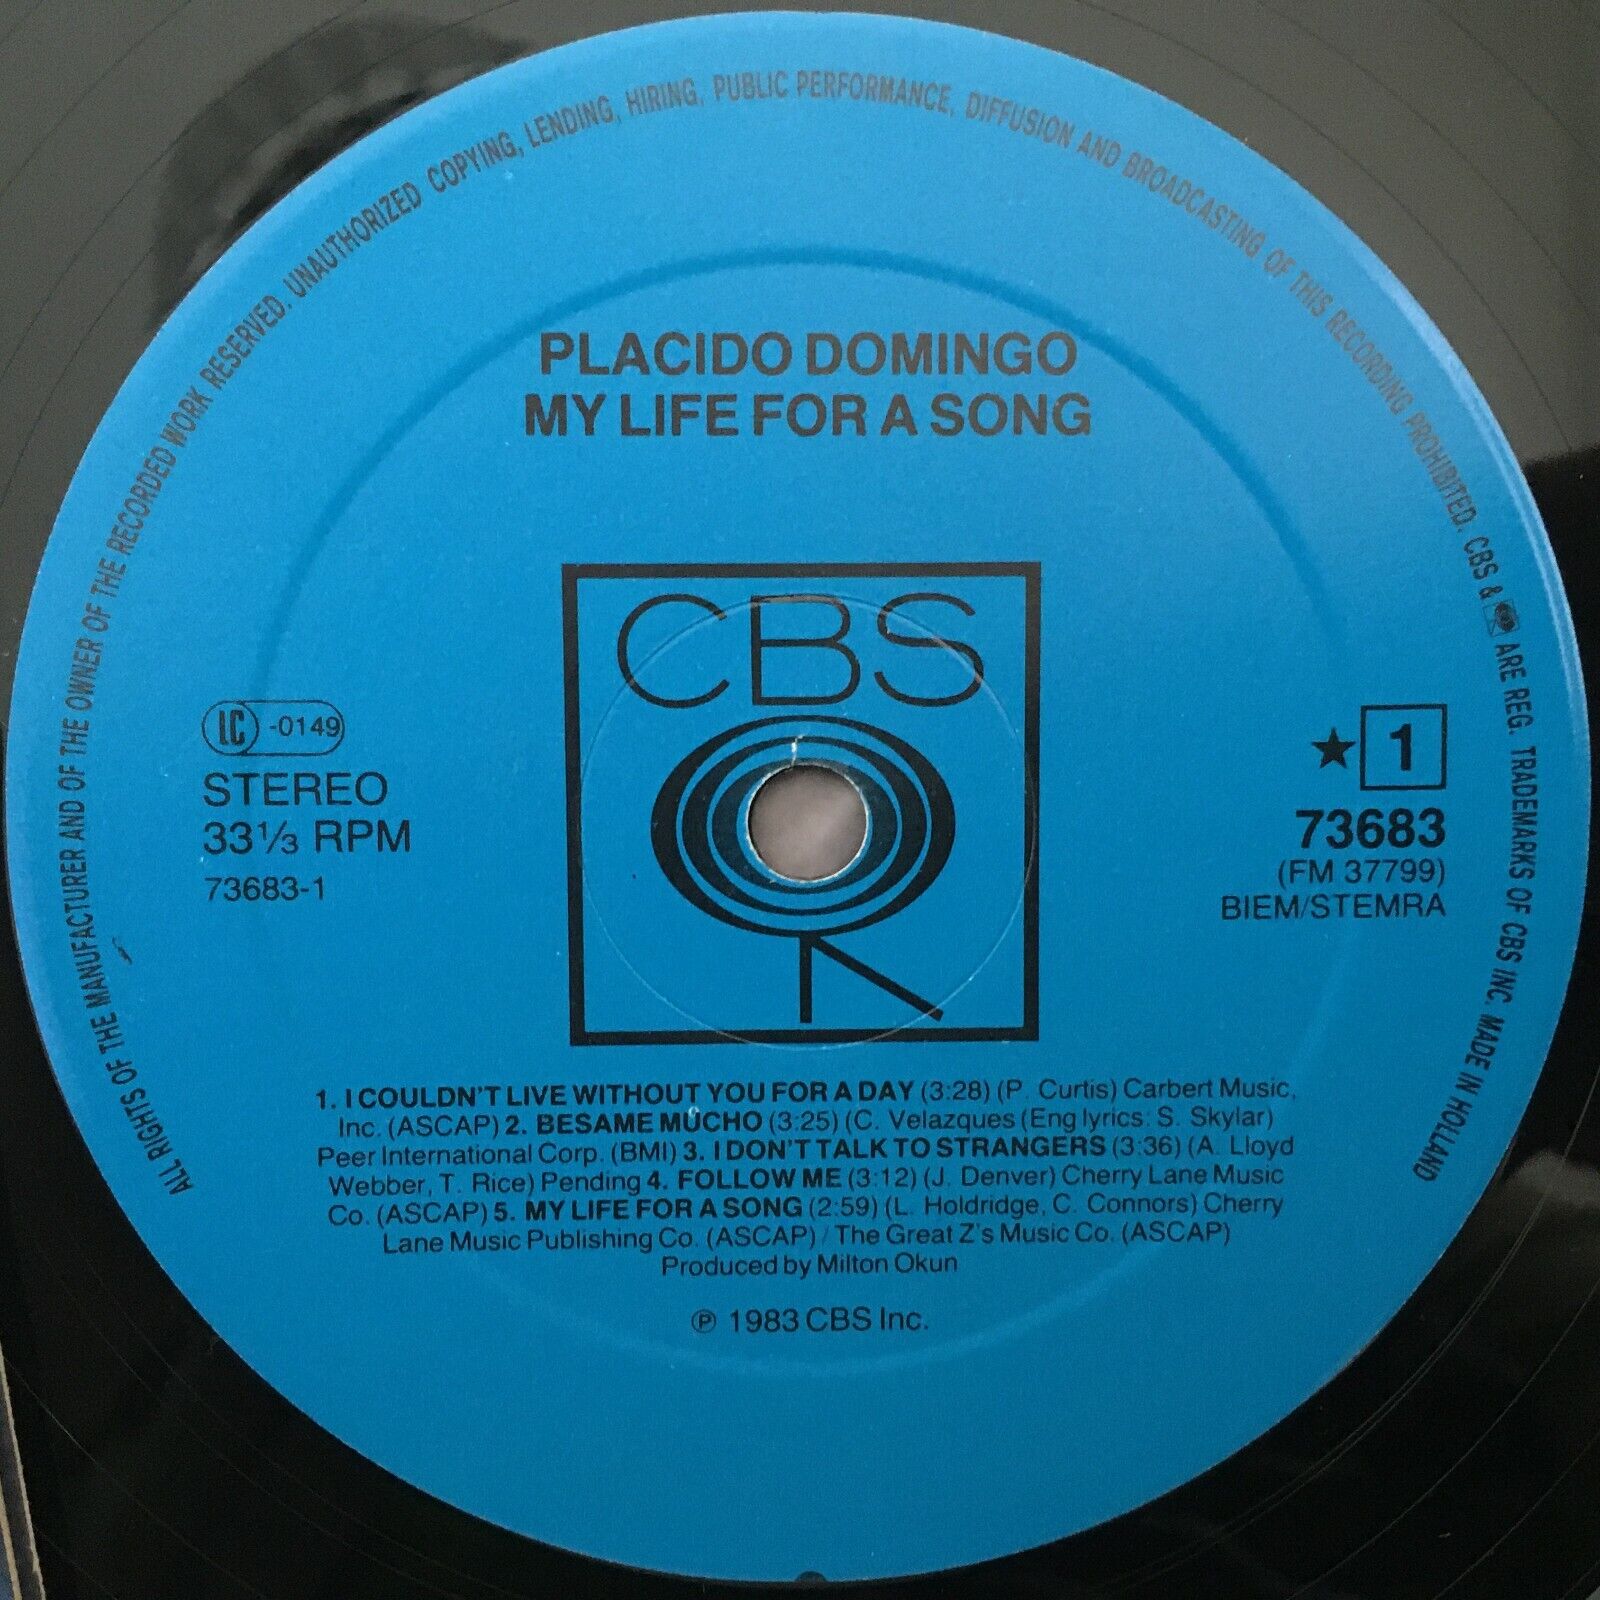 ALL RIGHTS OF THE MANUFACTURER AND OF THE OWNER OF THE RECORDED WORK RESERVED. UNAUTHORIZED COPYING, LENDING, HIRING, PUBLIC PERFORMANCE, DIFFUSION AND BROADCASTING OF THIS RECORDING PROHIBITED. CBS & ARE REG. TRADEMARKS OF CBS INC. MADE IN HOLLAND
PLACIDO DOMINGO
MY LIFE FOR A SONG
CBS
LC -0149
STEREO
33⅓ RPM
73683-1
★ 1
73683
(FM 37799)
BIEM/STEMRA
1. I COULDN'T LIVE WITHOUT YOU FOR A DAY (3:28) (P. Curtis) Carbert Music,
Inc. (ASCAP) 2. BESAME MUCHO (3:25) (C. Velazques (Eng lyrics: S. Skylar)
Peer International Corp. (BMI) 3. I DON'T TALK TO STRANGERS (3:36) (A. Lloyd
Webber, T. Rice) Pending 4. FOLLOW ME (3:12) (J. Denver) Cherry Lane Music
Co. (ASCAP) 5. MY LIFE FOR A SONG (2:59) (L. Holdridge, C. Connors) Cherry
Lane Music Publishing Co. (ASCAP) / The Great Z's Music Co. (ASCAP)
Produced by Milton Okun
℗ 1983 CBS Inc.